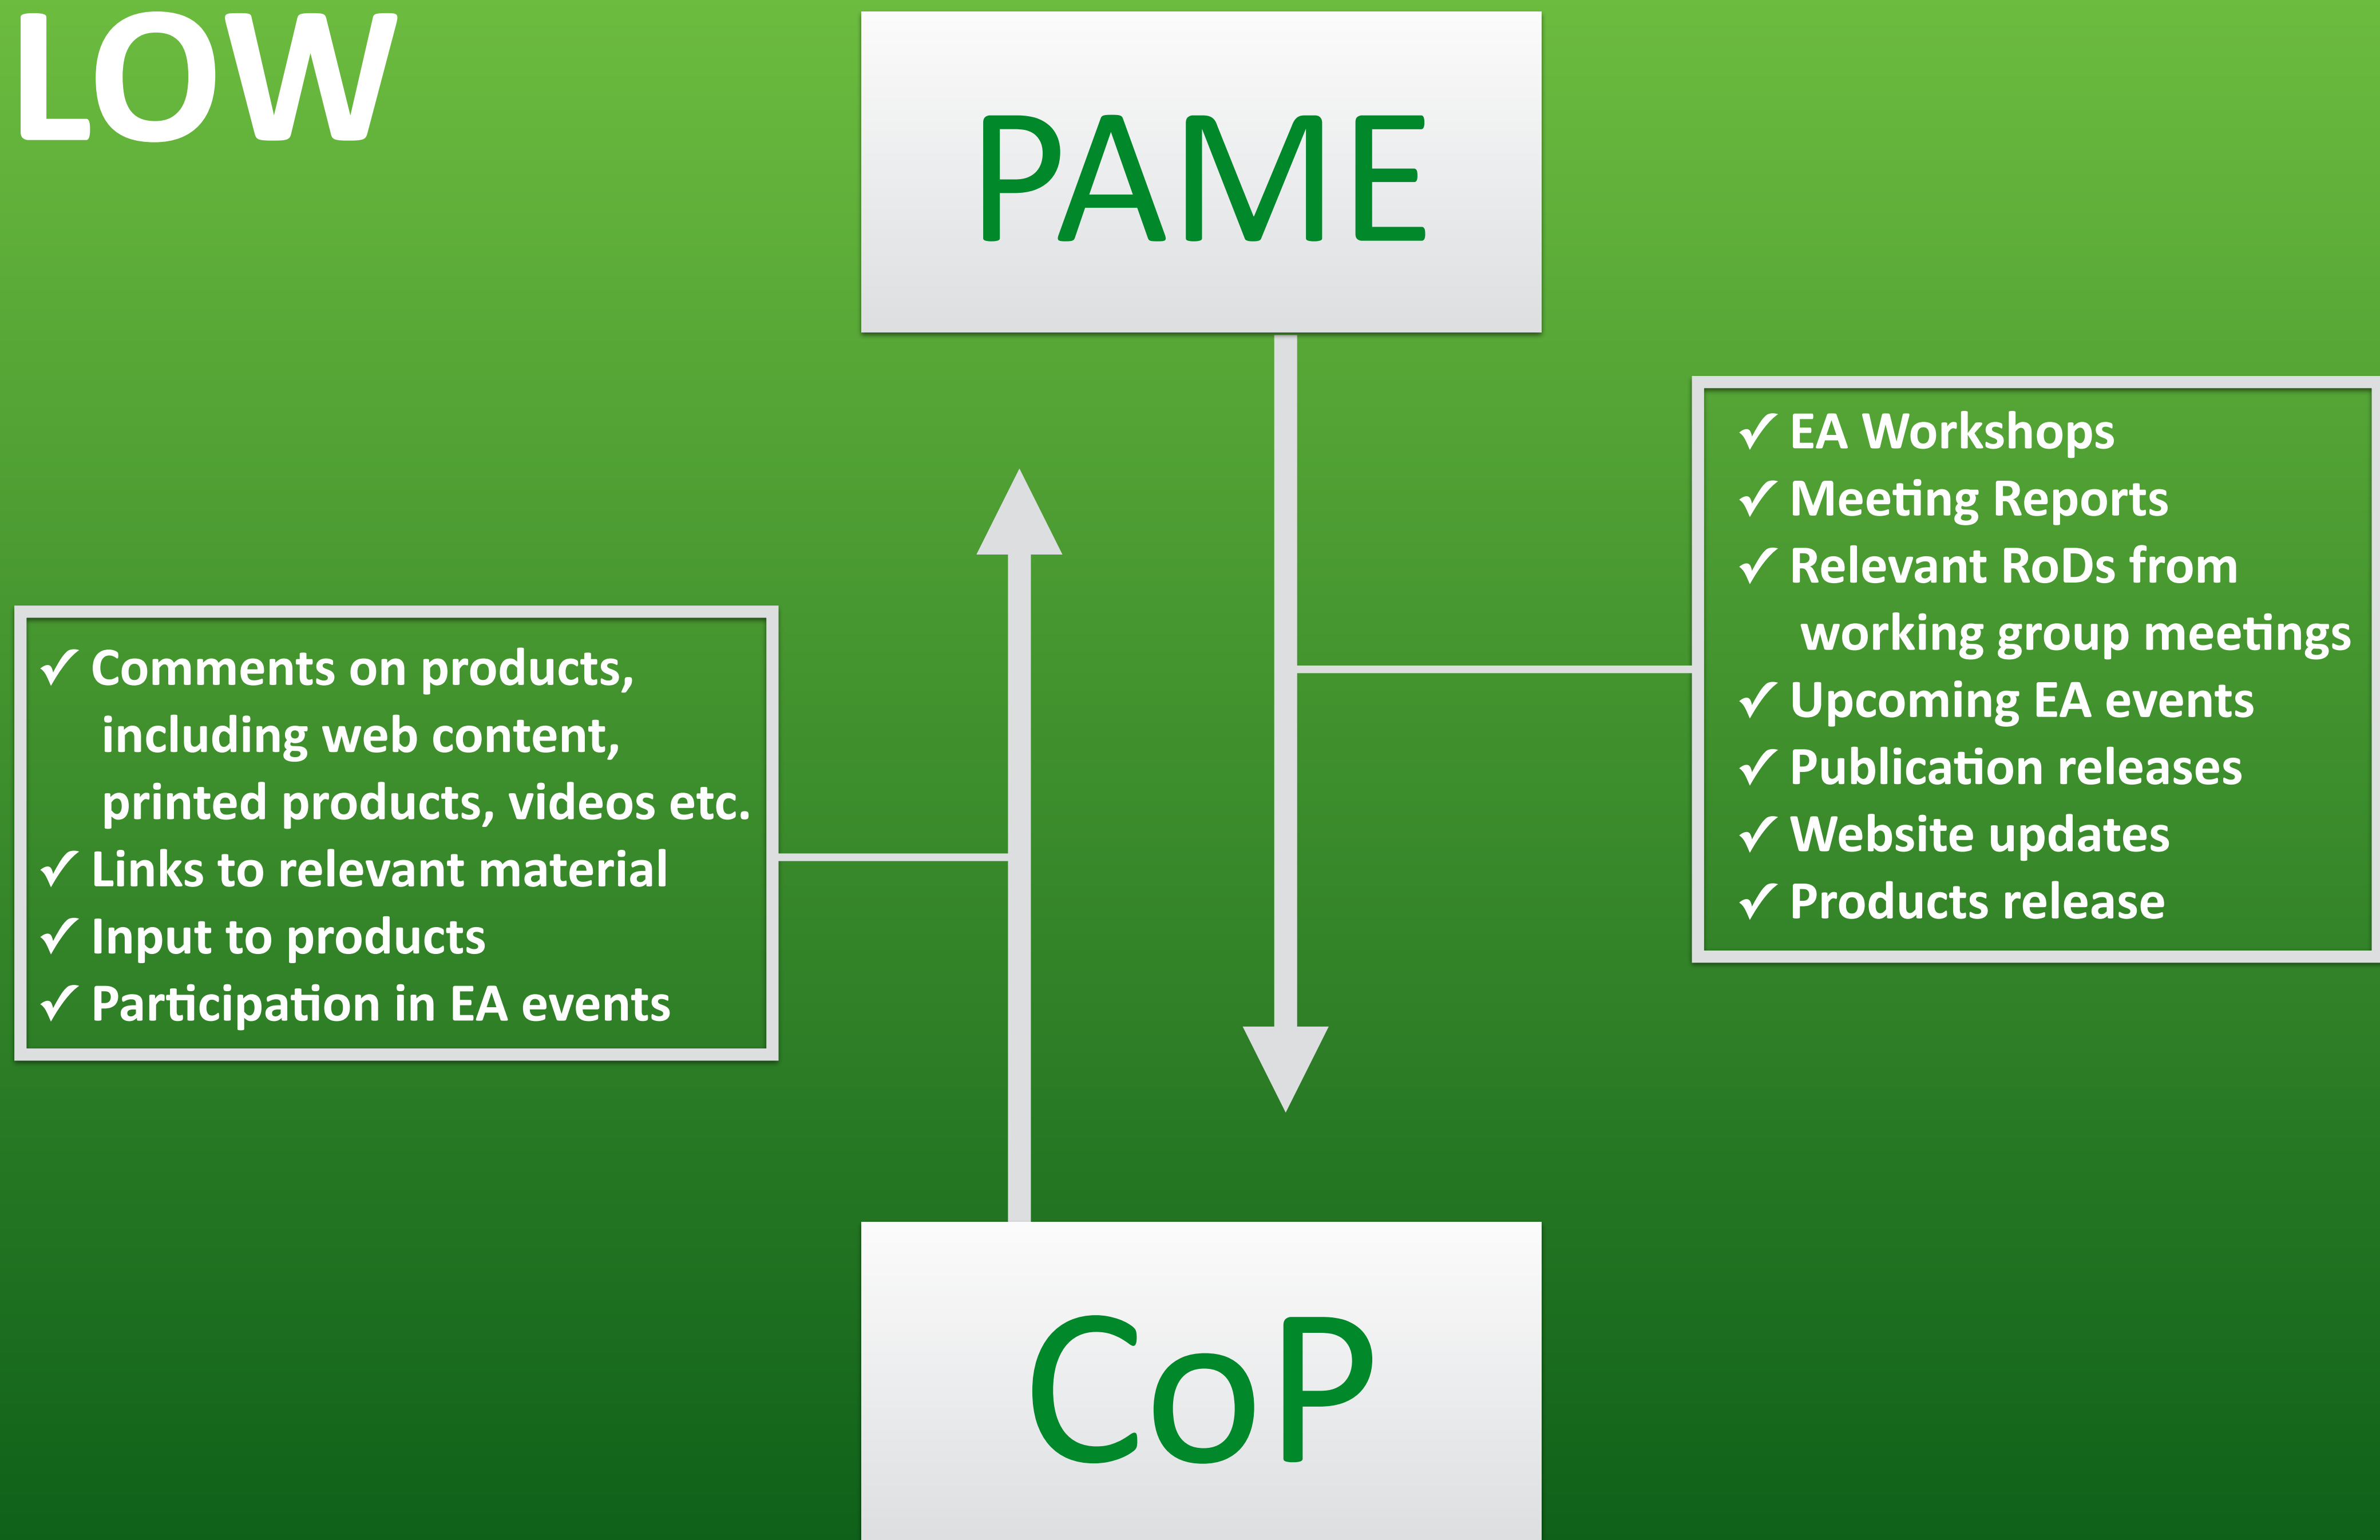 LOW
PAME
✓ Comments on products,
including web content,
printed products, videos etc.
✓ Links to relevant material
✓ Input to products
✓ Participation in EA events
✓ EA Workshops
✓ Meeting Reports
✓ Relevant RoDs from
working group meetings
✓ Upcoming EA events
✓ Publication releases
✓ Website updates
✓ Products release
CoP